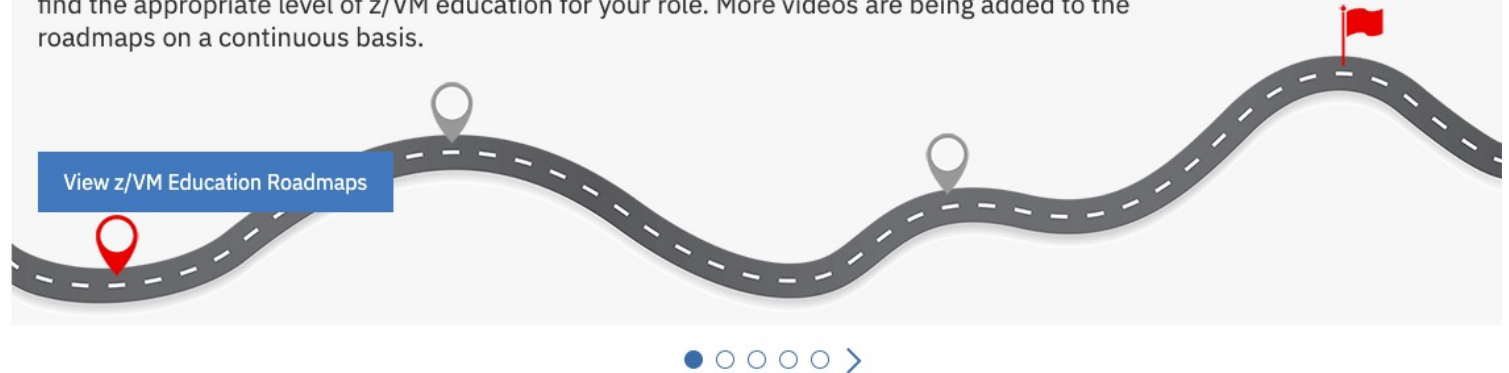 find the appropriate level of z/VM education for your role. More videos are being added to the
roadmaps on a continuous basis.
View z/VM Education Roadmaps